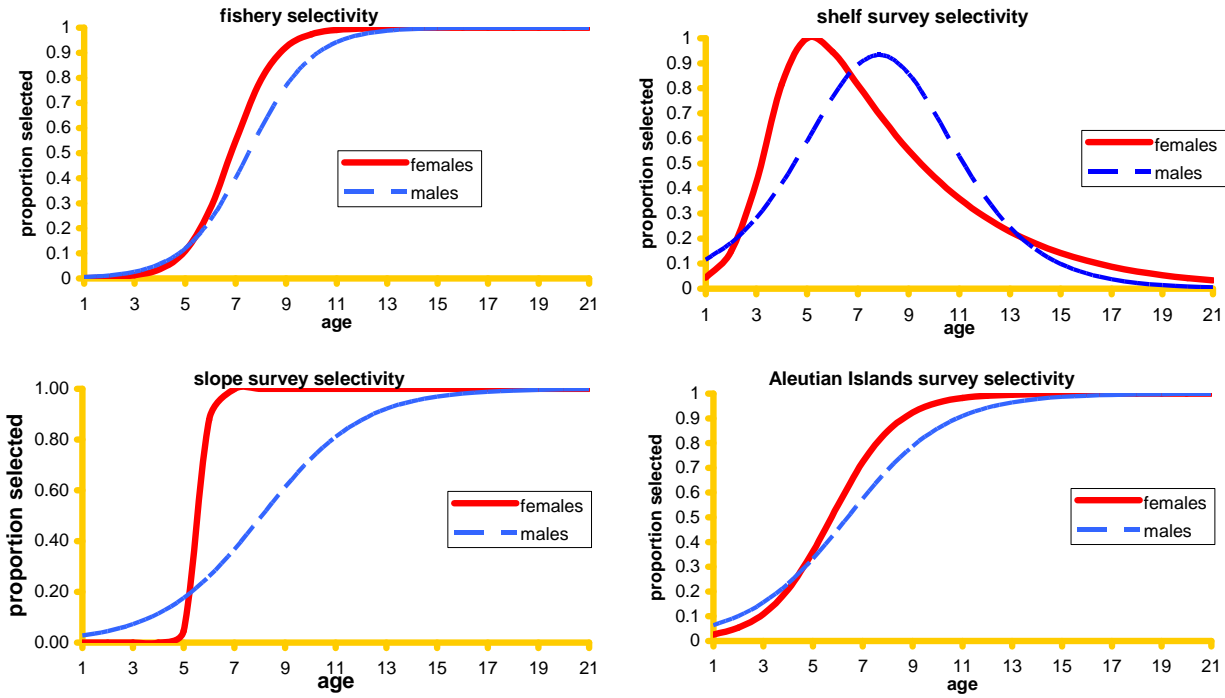 fishery selectivity
proportion selected
1
0.9
0.8
0.7
0.6
0.5
0.4
0.3
0.2
0.1
0
1 3 5 7 9 11 13 15 17 19 21
age
females
males
shelf survey selectivity
proportion selected
1
0.9
0.8
0.7
0.6
0.5
0.4
0.3
0.2
0.1
0
1 3 5 7 9 11 13 15 17 19 21
age
females
males
slope survey selectivity
proportion selected
1.00
0.80
0.60
0.40
0.20
0.00
1 3 5 7 9 11 13 15 17 19 21
age
females
males
Aleutian Islands survey selectivity
proportion selected
1
0.9
0.8
0.7
0.6
0.5
0.4
0.3
0.2
0.1
0
1 3 5 7 9 11 13 15 17 19 21
age
females
males